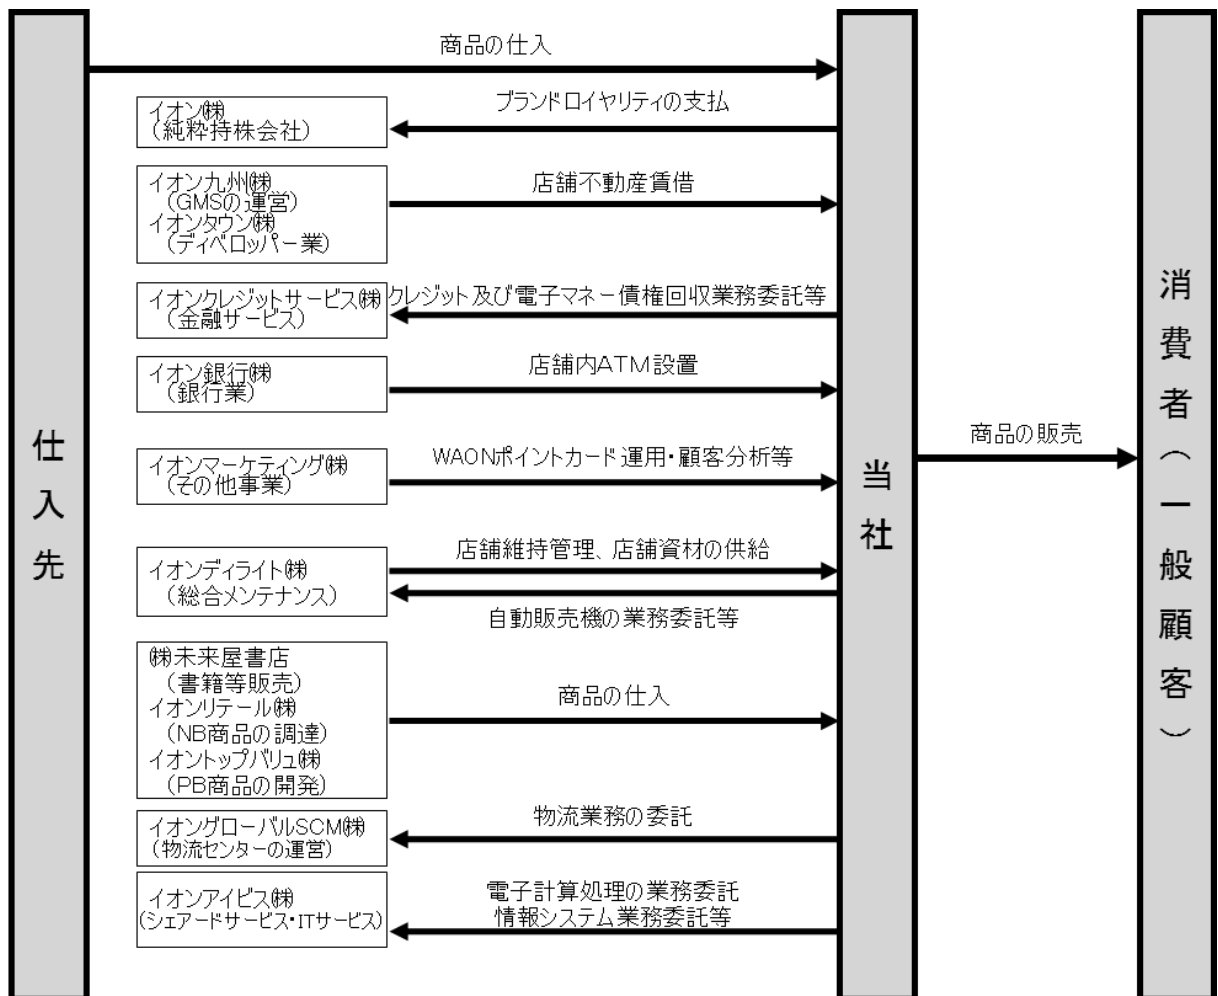 商品の仕入
ブランドロイヤリティの支払
イオン㈱
（純粋持株会社）
イオン九州㈱
（GMSの運営）
イオンタウン㈱
（ディベロッパー業）
店舗不動産賃借
イオンクレジットサービス㈱
（金融サービス）
クレジット及び電子マネー債権回収業務委託等
イオン銀行㈱
（銀行業）
店舗内ATM設置
イオンマーケティング㈱
（その他事業）
WAONポイントカード運用・顧客分析等
イオンディライト㈱
（総合メンテナンス）
店舗維持管理、店舗資材の供給
自動販売機の業務委託等
㈱未来屋書店
（書籍等販売）
イオンリテール㈱
（NB商品の調達）
イオントップバリュ㈱
（PB商品の開発）
商品の仕入
イオングローバルSCM㈱
（物流センターの運営）
物流業務の委託
イオンアイビス㈱
（シェアードサービス・ITサービス）
電子計算処理の業務委託
情報システム業務委託等
仕入先
当社
商品の販売
消費者（一般顧客）